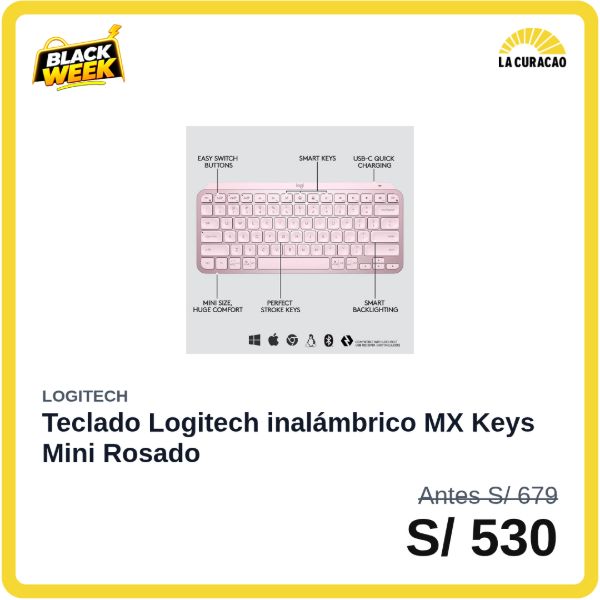 BLACK
WEEK
LA CURACAO
EASY SWITCH
BUTTONS
SMART KEYS
USB-C QUICK
CHARGING
logi
MINI SIZE,
HUGE COMFORT
PERFECT
STROKE KEYS
SMART
BACKLIGHTING
LOGITECH
Teclado Logitech inalámbrico MX Keys
Mini Rosado
Antes S/ 679
S/ 530